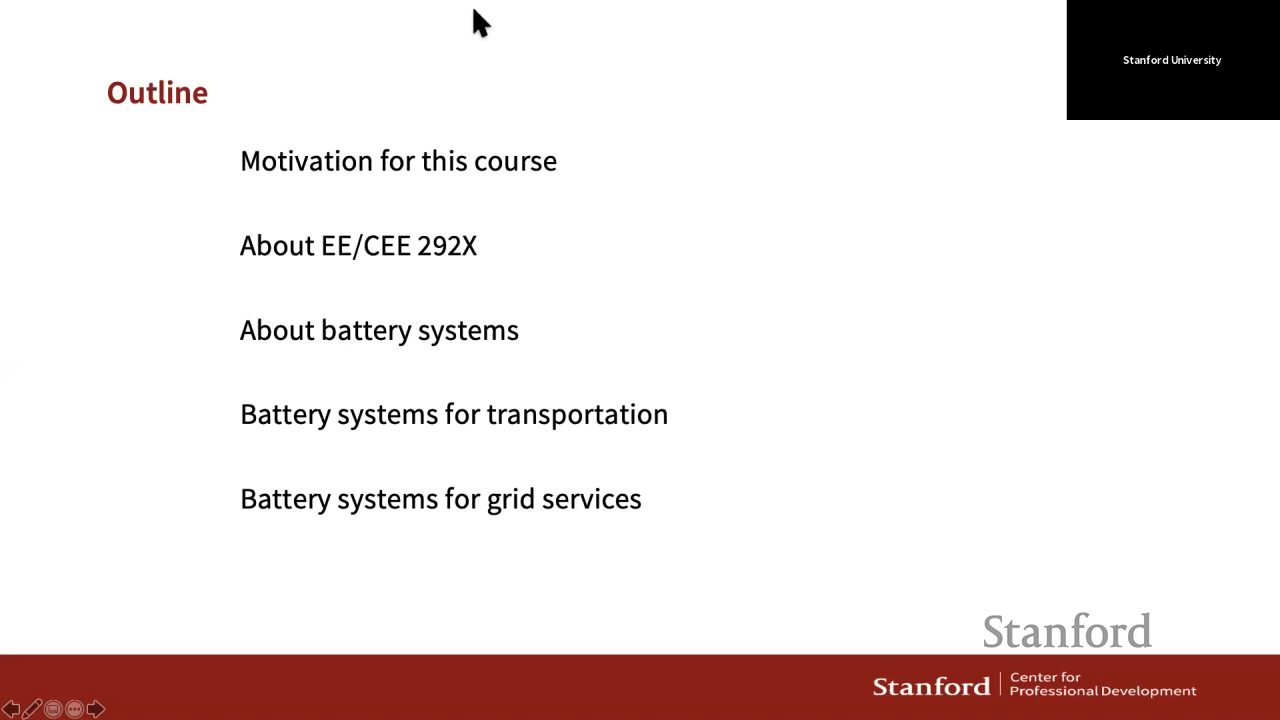 Stanford University
Outline
Motivation for this course
About EE/CEE 292X
About battery systems
Battery systems for transportation
Battery systems for grid services
Stanford
Stanford
Center for
Professional Development